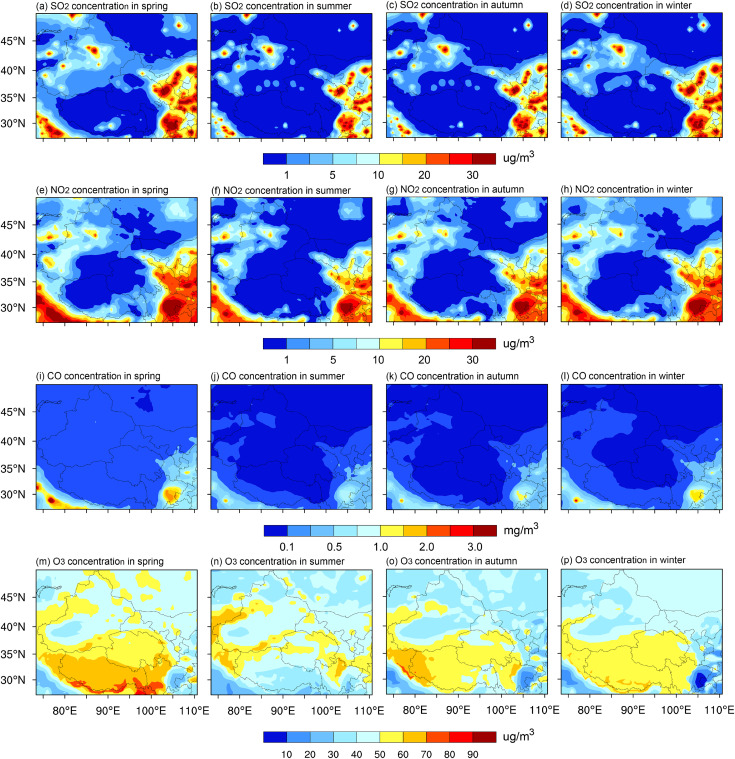 (a) SO2 concentration in spring (b) SO2 concentration in summer (c) SO2 concentration in autumn (d) SO2 concentration in winter
45°N
40°N
35°N
30°N
1 5 10 20 30 ug/m3
(e) NO2 concentration in spring (f) NO2 concentration in summer (g) NO2 concentration in autumn (h) NO2 concentration in winter
45°N
40°N
35°N
30°N
1 5 10 20 30 ug/m3
(i) CO concentration in spring (j) CO concentration in summer (k) CO concentration in autumn (l) CO concentration in winter
45°N
40°N
35°N
30°N
0.1 0.5 1.0 2.0 3.0 mg/m3
(m) O3 concentration in spring (n) O3 concentration in summer (o) O3 concentration in autumn (p) O3 concentration in winter
45°N
40°N
35°N
30°N
80°E 90°E 100°E 110°E 80°E 90°E 100°E 110°E 80°E 90°E 100°E 110°E 80°E 90°E 100°E 110°E
10 20 30 40 50 60 70 80 90 ug/m3